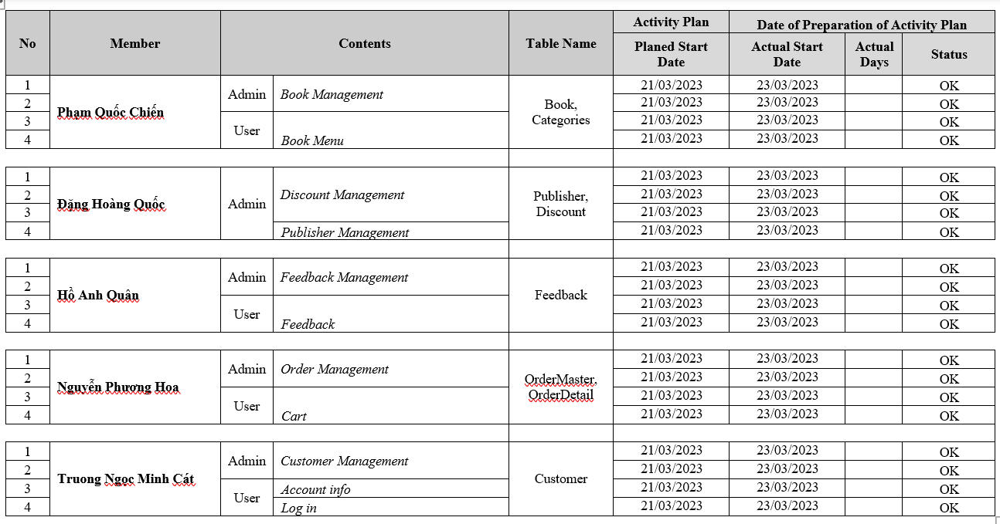 No Member Contents Table Name Activity Plan Date of Preparation of Activity Plan
Planed Start Date Actual Start Date Actual Days Status
1 Phạm Quốc Chiến Admin Book Management Book, Categories 21/03/2023 23/03/2023 OK
2 21/03/2023 23/03/2023 OK
3 User 21/03/2023 23/03/2023 OK
4 Book Menu 21/03/2023 23/03/2023 OK
1 Đặng Hoàng Quốc Admin Discount Management Publisher, Discount 21/03/2023 23/03/2023 OK
2 21/03/2023 23/03/2023 OK
3 21/03/2023 23/03/2023 OK
4 Publisher Management 21/03/2023 23/03/2023 OK
1 Hồ Anh Quân Admin Feedback Management Feedback 21/03/2023 23/03/2023 OK
2 21/03/2023 23/03/2023 OK
3 User 21/03/2023 23/03/2023 OK
4 Feedback 21/03/2023 23/03/2023 OK
1 Nguyễn Phương Hoa Admin Order Management OrderMaster, OrderDetail 21/03/2023 23/03/2023 OK
2 21/03/2023 23/03/2023 OK
3 User 21/03/2023 23/03/2023 OK
4 Cart 21/03/2023 23/03/2023 OK
1 Truong Ngọc Minh Cát Admin Customer Management Customer 21/03/2023 23/03/2023 OK
2 21/03/2023 23/03/2023 OK
3 User Account info 21/03/2023 23/03/2023 OK
4 Log in 21/03/2023 23/03/2023 OK